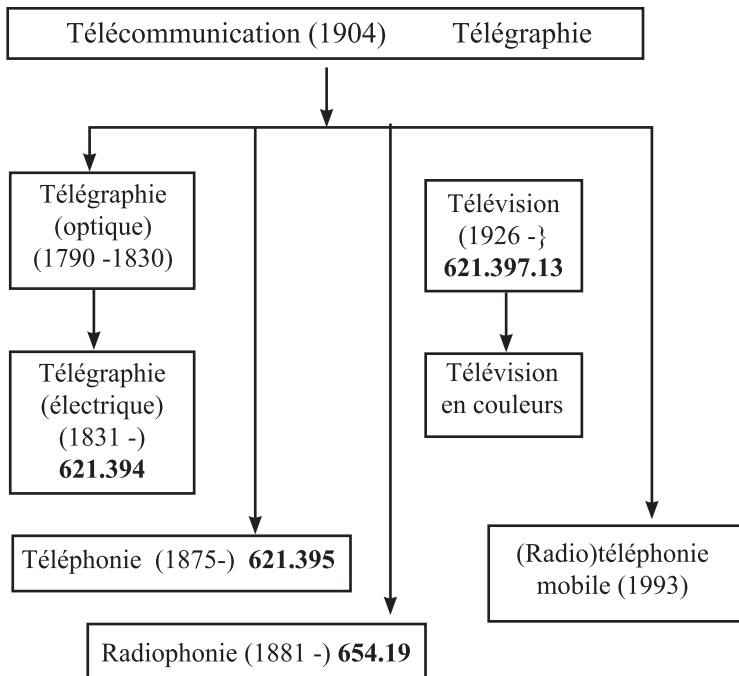 Télécommunication (1904) Télégraphie
Télégraphie
(optique)
(1790 -1830)
Télévision
(1926 -}
621.397.13
Télégraphie
(électrique)
(1831 -)
621.394
Télévision
en couleurs
Téléphonie (1875-) 621.395
(Radio)téléphonie
mobile (1993)
Radiophonie (1881 -) 654.19